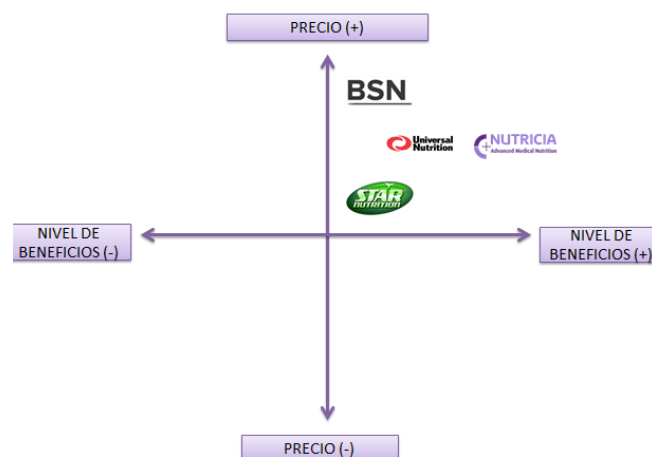 PRECIO (+)
BSN
Universal
Nutrition
NUTRICIA
Advanced Medical Nutrition
STAR
NUTRITION
NIVEL DE
BENEFICIOS (-)
NIVEL DE
BENEFICIOS (+)
PRECIO (-)